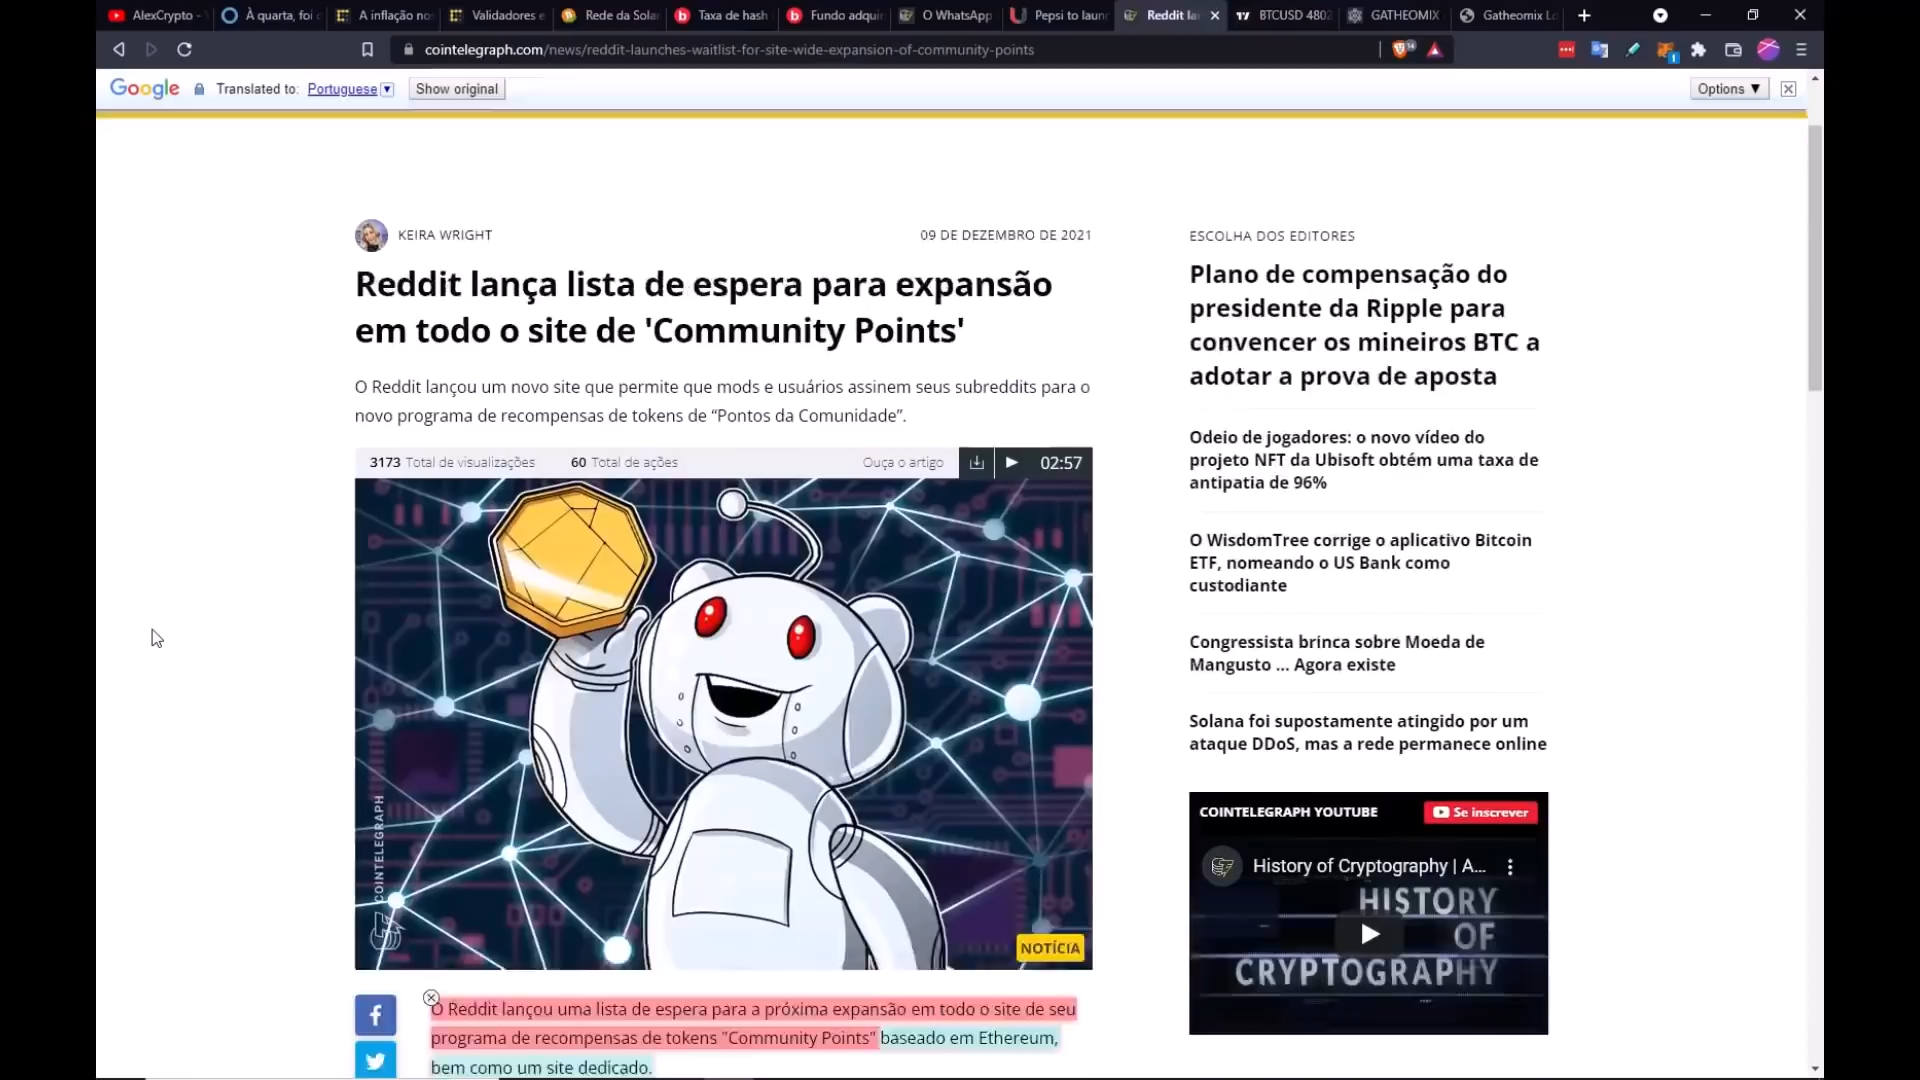 AlexCrypto -
À quarta, foi
A inflação no
Validadores e
Rede da Sola
Taxa de hash
Fundo adqui
O WhatsApp
Pepsi to laun
Reddit la
BTCUSD 4802
GATHEOMIX
Gatheomix L
cointelegraph.com/news/reddit-launches-waitlist-for-site-wide-expansion-of-community-points
Google
Translated to:
Portuguese
Show original
Options ▼
KEIRA WRIGHT
09 DE DEZEMBRO DE 2021
Reddit lança lista de espera para expansão
em todo o site de 'Community Points'
O Reddit lançou um novo site que permite que mods e usuários assinem seus subreddits para o
novo programa de recompensas de tokens de “Pontos da Comunidade”.
3173 Total de visualizações
60 Total de ações
Ouça o artigo
02:57
COINTELEGRAPH
NOTÍCIA
O Reddit lançou uma lista de espera para a próxima expansão em todo o site de seu
programa de recompensas de tokens "Community Points" baseado em Ethereum,
bem como um site dedicado.
ESCOLHA DOS EDITORES
Plano de compensação do
presidente da Ripple para
convencer os mineiros BTC a
adotar a prova de aposta
Odeio de jogadores: o novo vídeo do
projeto NFT da Ubisoft obtém uma taxa de
antipatia de 96%
O WisdomTree corrige o aplicativo Bitcoin
ETF, nomeando o US Bank como
custodiante
Congressista brinca sobre Moeda de
Mangusto ... Agora existe
Solana foi supostamente atingido por um
ataque DDoS, mas a rede permanece online
COINTELEGRAPH YOUTUBE
Se inscrever
History of Cryptography | A...
HISTORY
OF
CRYPTOGRAPHY